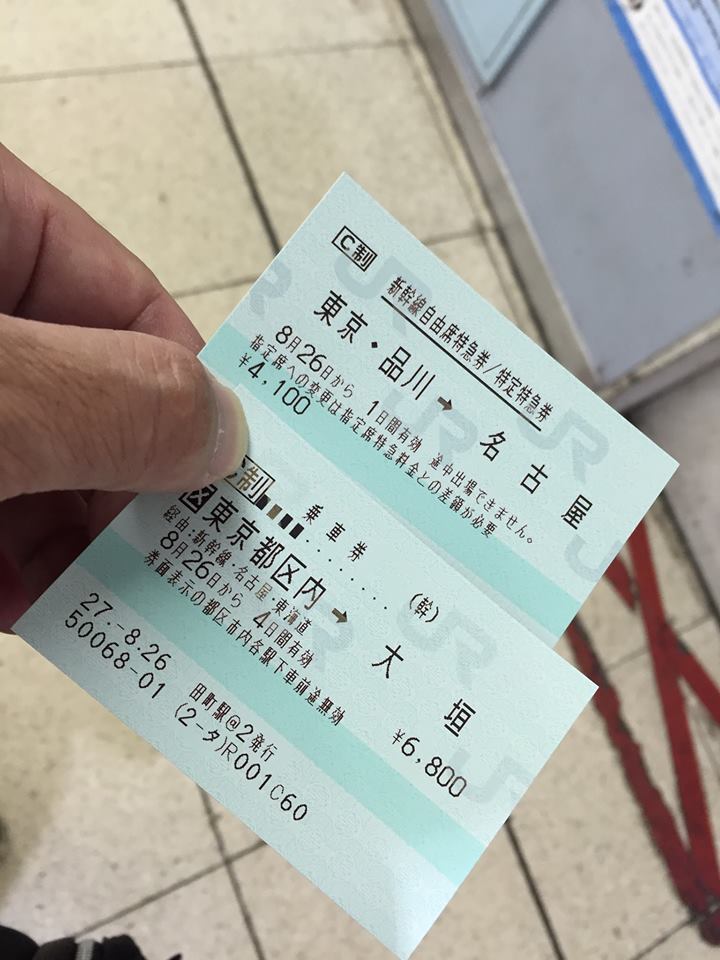 C制
新幹線自由席特急券/特定特急券
東京・品川 → 名古屋
8月26日から 1日間有効 途中出場できません。
指定席への変更は指定席特急料金との差額が必要
¥4,100
制
乗車券
区 東京都区内 → 大垣
(幹)
経由:新幹線・名古屋・東海道
8月26日から 4日間有効
¥6,800
券面表示の都区市内各駅下車前途無効
27.-8.26
田町駅@2発行
50068-01
(2-タ)R001C60
JR